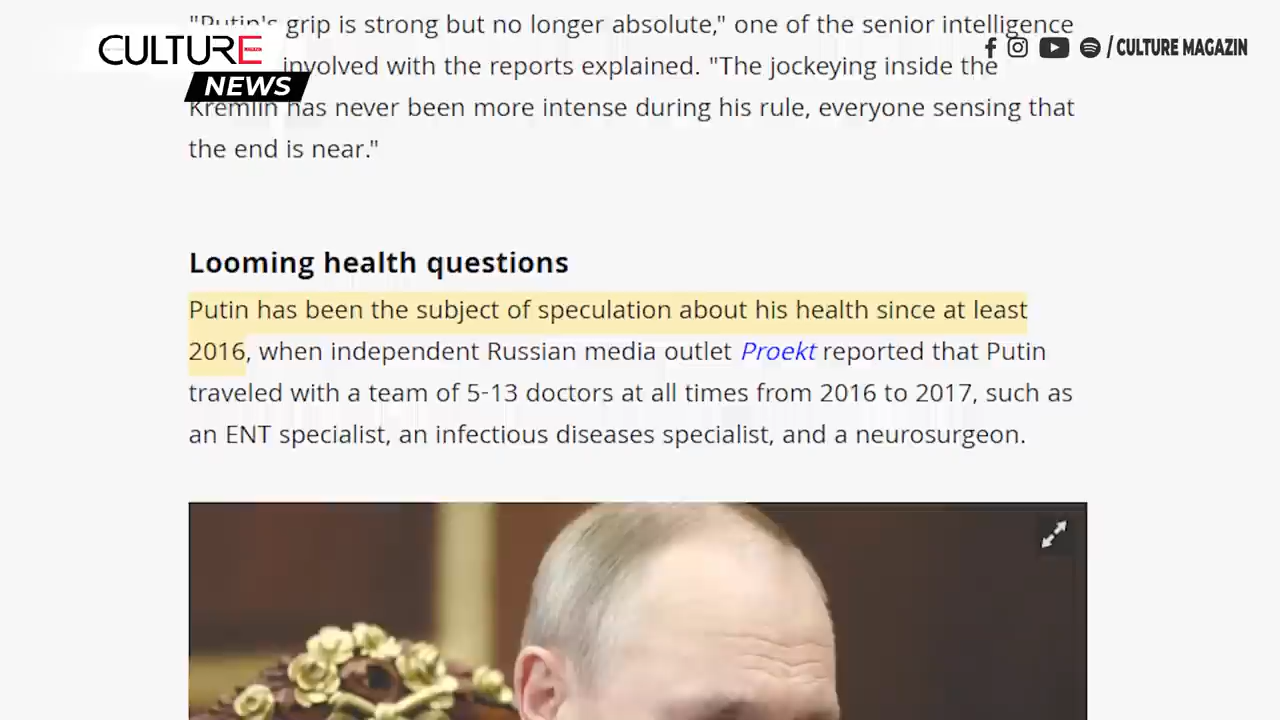 "Putin's grip is strong but no longer absolute," one of the senior intelligence
CULTURE
/ CULTURE MAGAZIN
involved with the reports explained. "The jockeying inside the
NEWS
Kremlin has never been more intense during his rule, everyone sensing that
the end is near."
Looming health questions
Putin has been the subject of speculation about his health since at least
2016, when independent Russian media outlet Proekt reported that Putin
traveled with a team of 5-13 doctors at all times from 2016 to 2017, such as
an ENT specialist, an infectious diseases specialist, and a neurosurgeon.